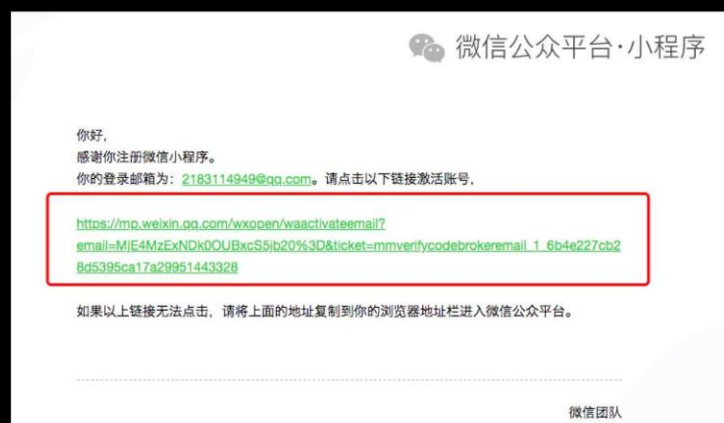 微信公众平台·小程序
你好,
感谢你注册微信小程序。
你的登录邮箱为：2183114949@qq.com。请点击以下链接激活账号,
https://mp.weixin.qq.com/wxopen/waactivateemail?
email=MjE4MzExNDk0OUBxcS5jb20%3D&ticket=mmverifycodebrokeremail_1_6b4e227cb2
8d5395ca17a29951443328
如果以上链接无法点击，请将上面的地址复制到你的浏览器地址栏进入微信公众平台。
微信团队